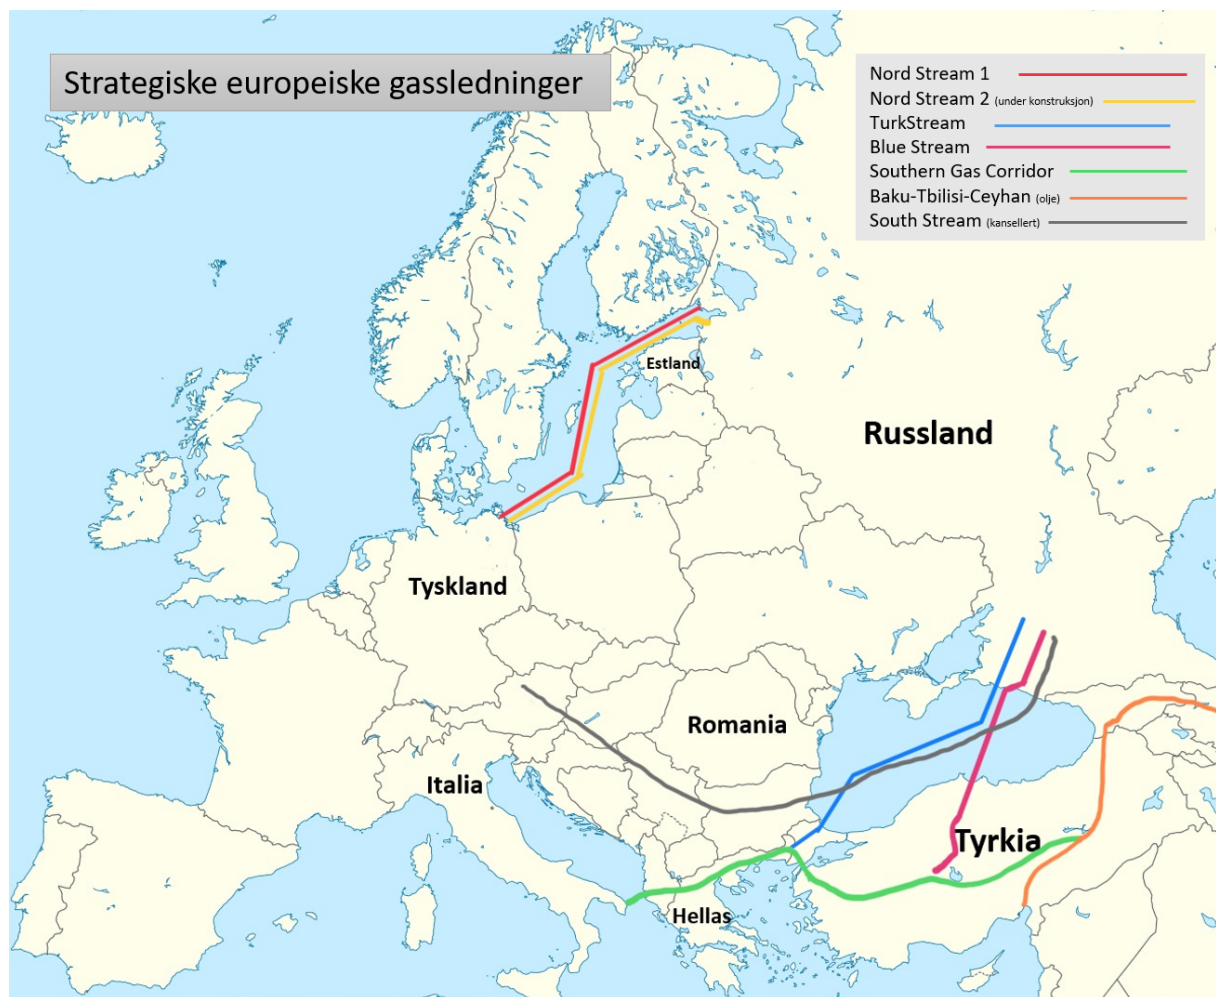 Strategiske europeiske gassledninger
Nord Stream 1
Nord Stream 2 (under konstruksjon)
TurkStream
Blue Stream
Southern Gas Corridor
Baku-Tbilisi-Ceyhan (olje)
South Stream (kansellert)
Estland
Russland
Tyskland
Romania
Italia
Tyrkia
Hellas